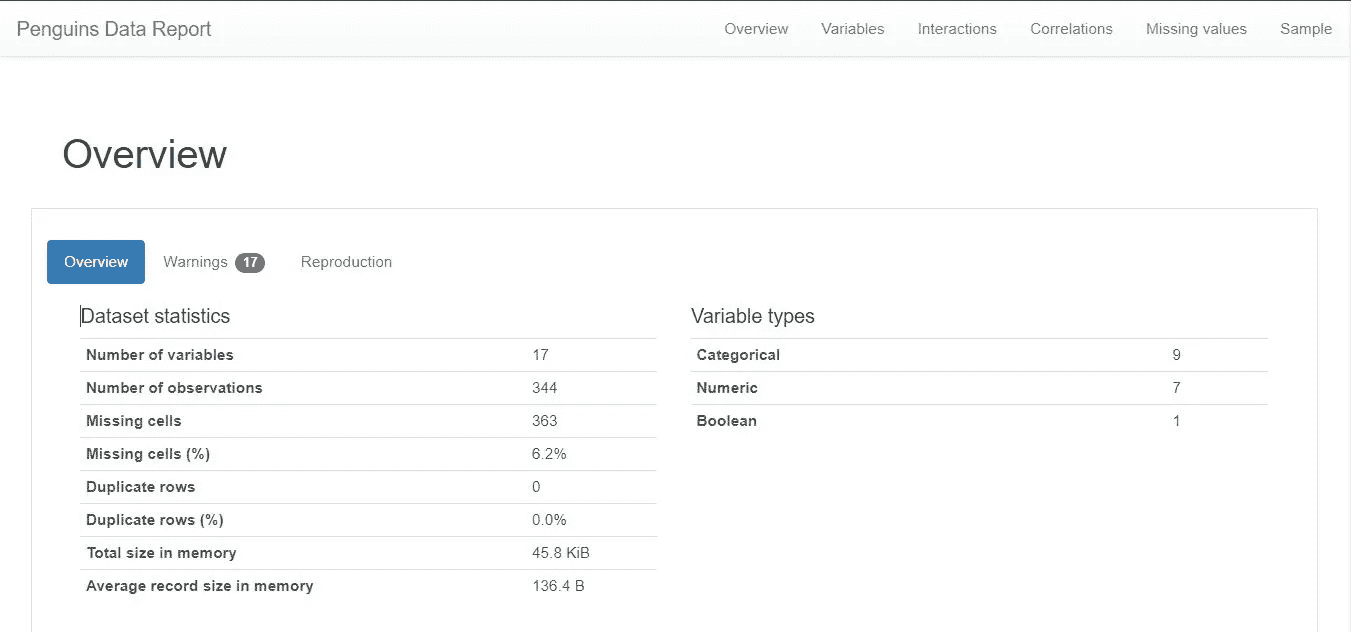 Penguins Data Report Overview Variables Interactions Correlations Missing values Sample
Overview
Overview Warnings 17 Reproduction
Dataset statistics
Number of variables 17
Number of observations 344
Missing cells 363
Missing cells (%) 6.2%
Duplicate rows 0
Duplicate rows (%) 0.0%
Total size in memory 45.8 KiB
Average record size in memory 136.4 B
Variable types
Categorical 9
Numeric 7
Boolean 1